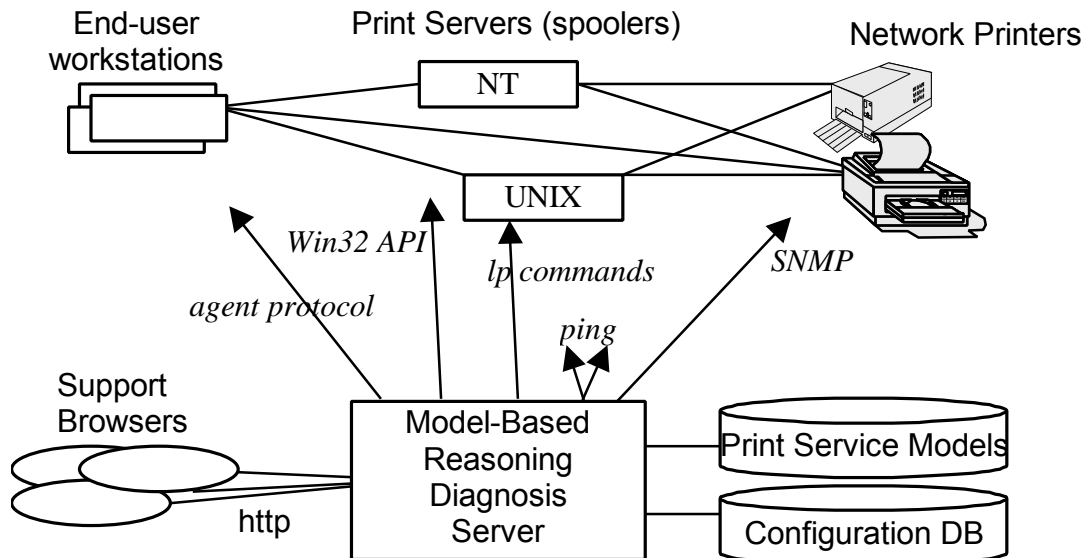 End-user
workstations
Print Servers (spoolers)
Network Printers
NT
UNIX
Win32 API
lp commands
SNMP
agent protocol
ping
Support
Browsers
http
Model-Based
Reasoning
Diagnosis
Server
Print Service Models
Configuration DB